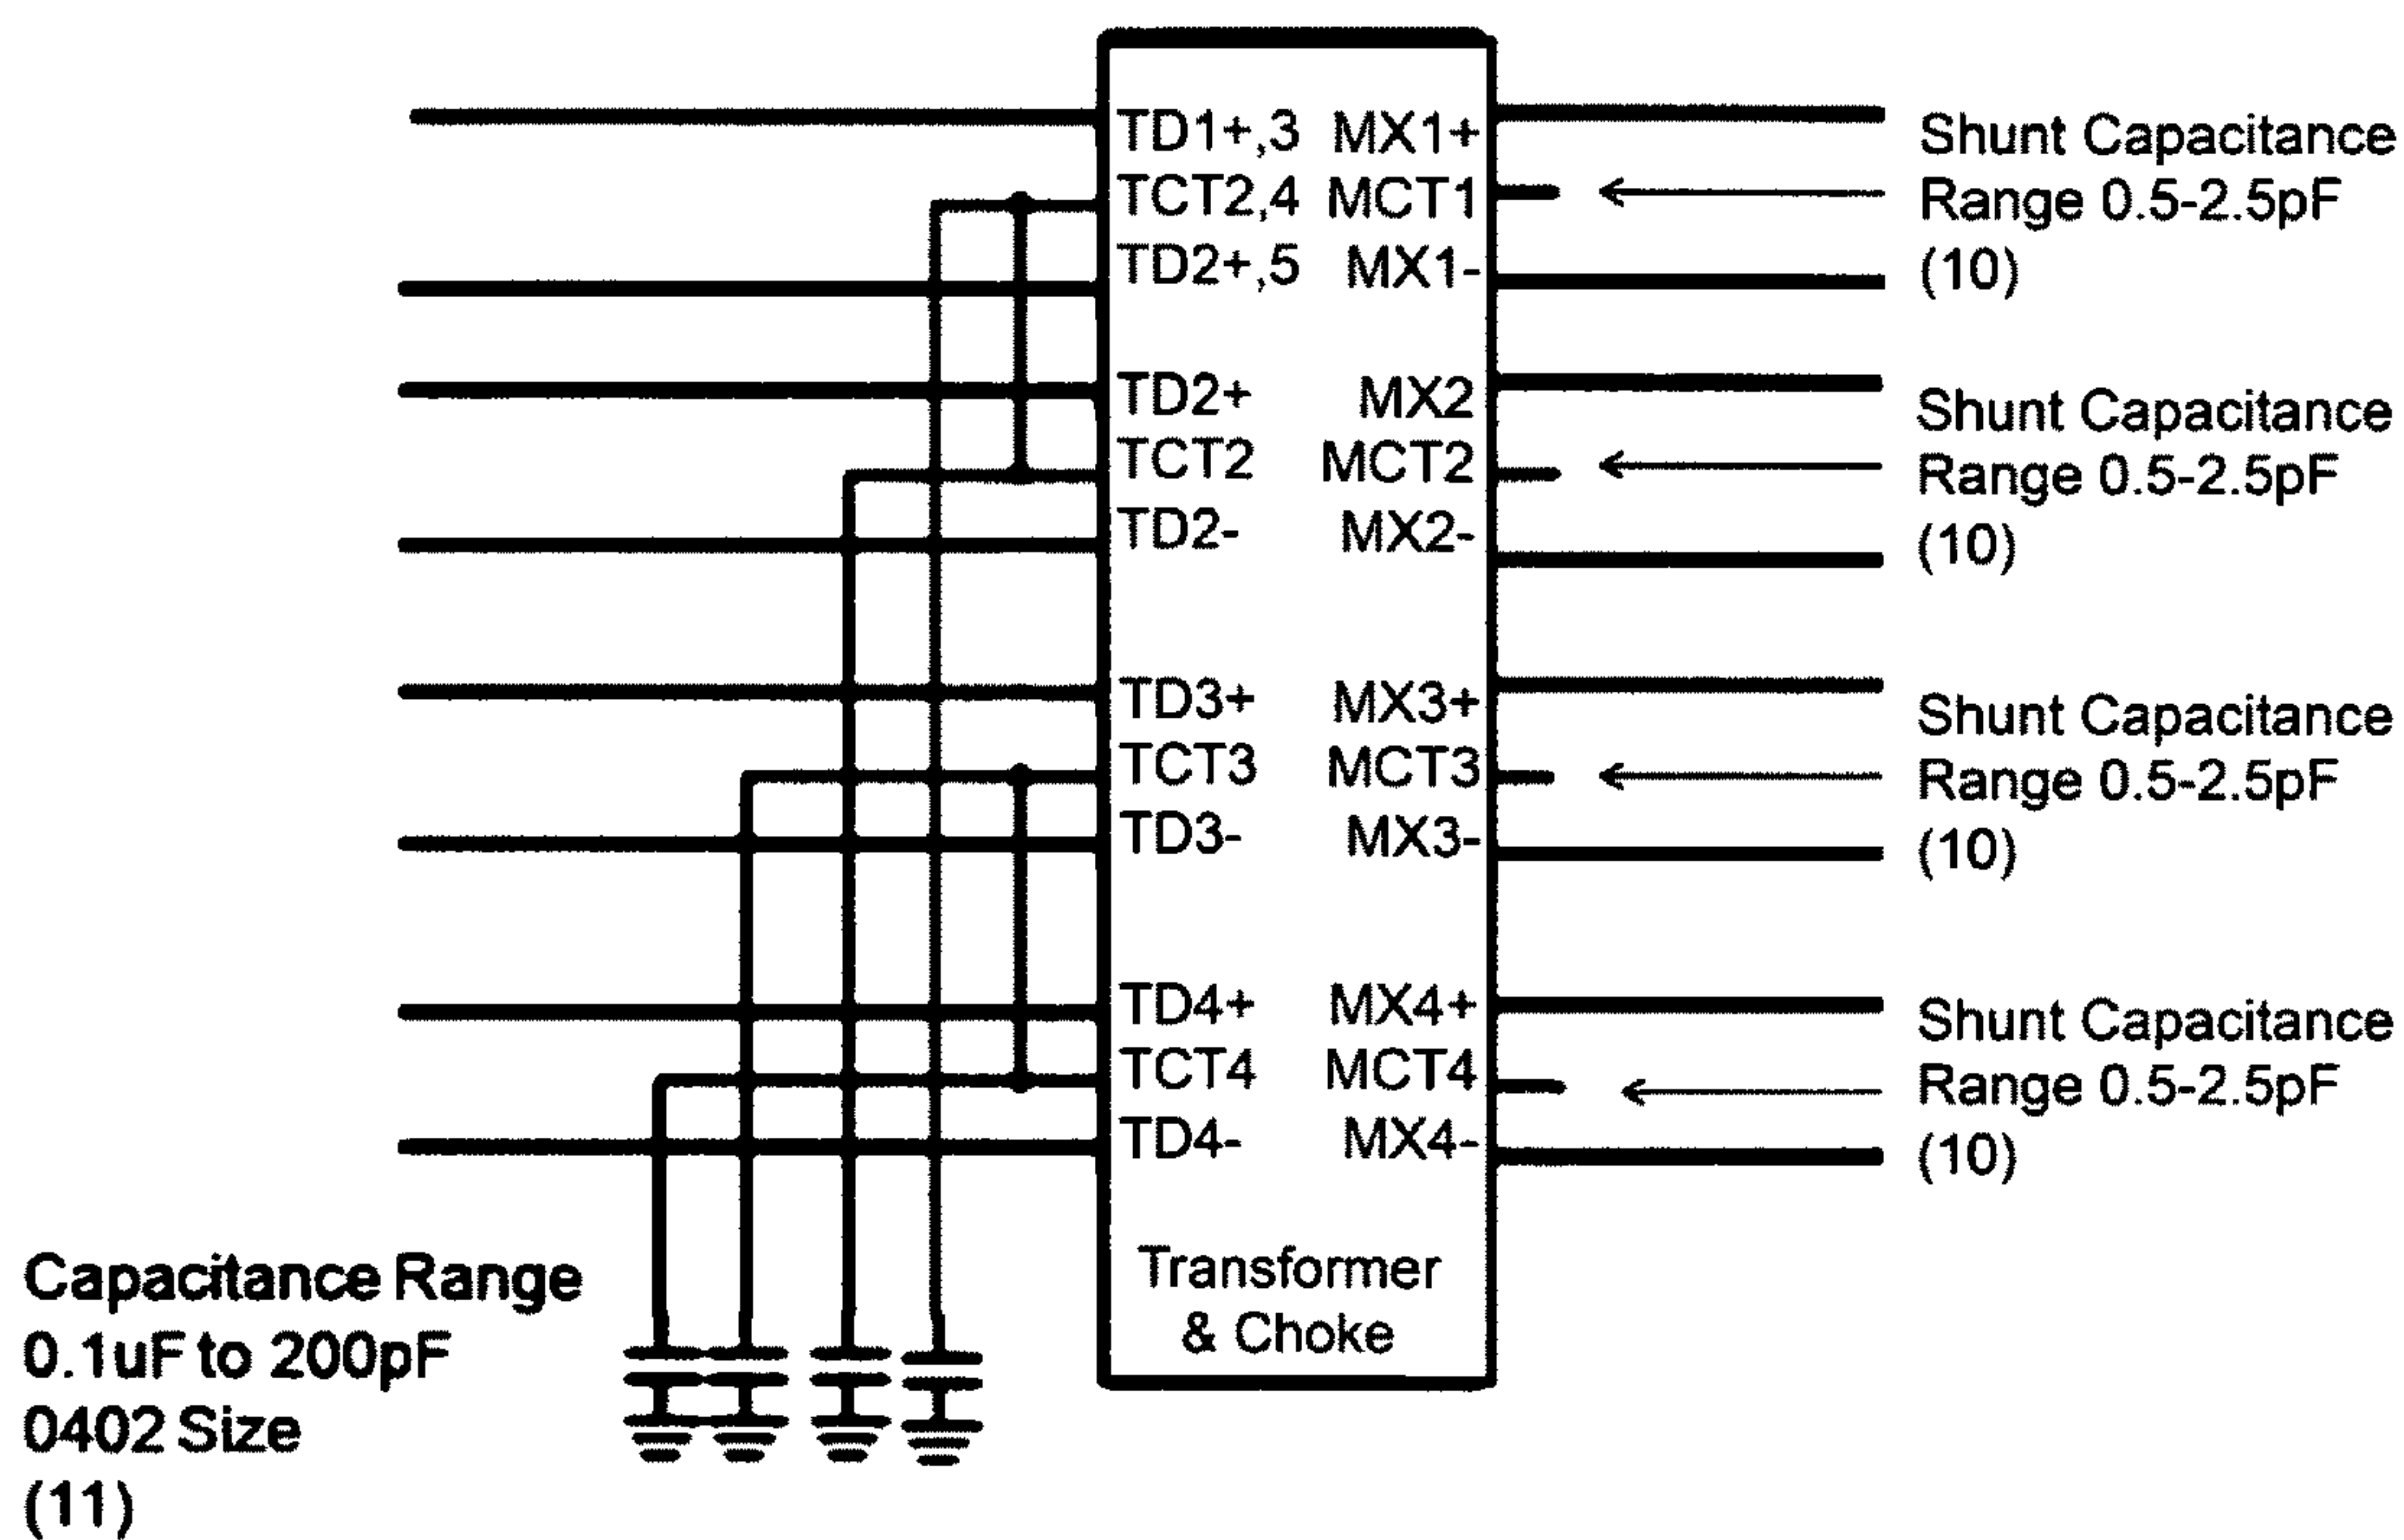 TD1+,3 MX1+
TCT2,4 MCT1
TD2+,5 MX1-
Shunt Capacitance
Range 0.5-2.5pF
(10)
TD2+ MX2
TCT2 MCT2
TD2- MX2-
Shunt Capacitance
Range 0.5-2.5pF
(10)
TD3+ MX3+
TCT3 MCT3
TD3- MX3-
Shunt Capacitance
Range 0.5-2.5pF
(10)
TD4+ MX4+
TCT4 MCT4
TD4- MX4-
Shunt Capacitance
Range 0.5-2.5pF
(10)
Transformer
& Choke
Capacitance Range
0.1uF to 200pF
0402 Size
(11)